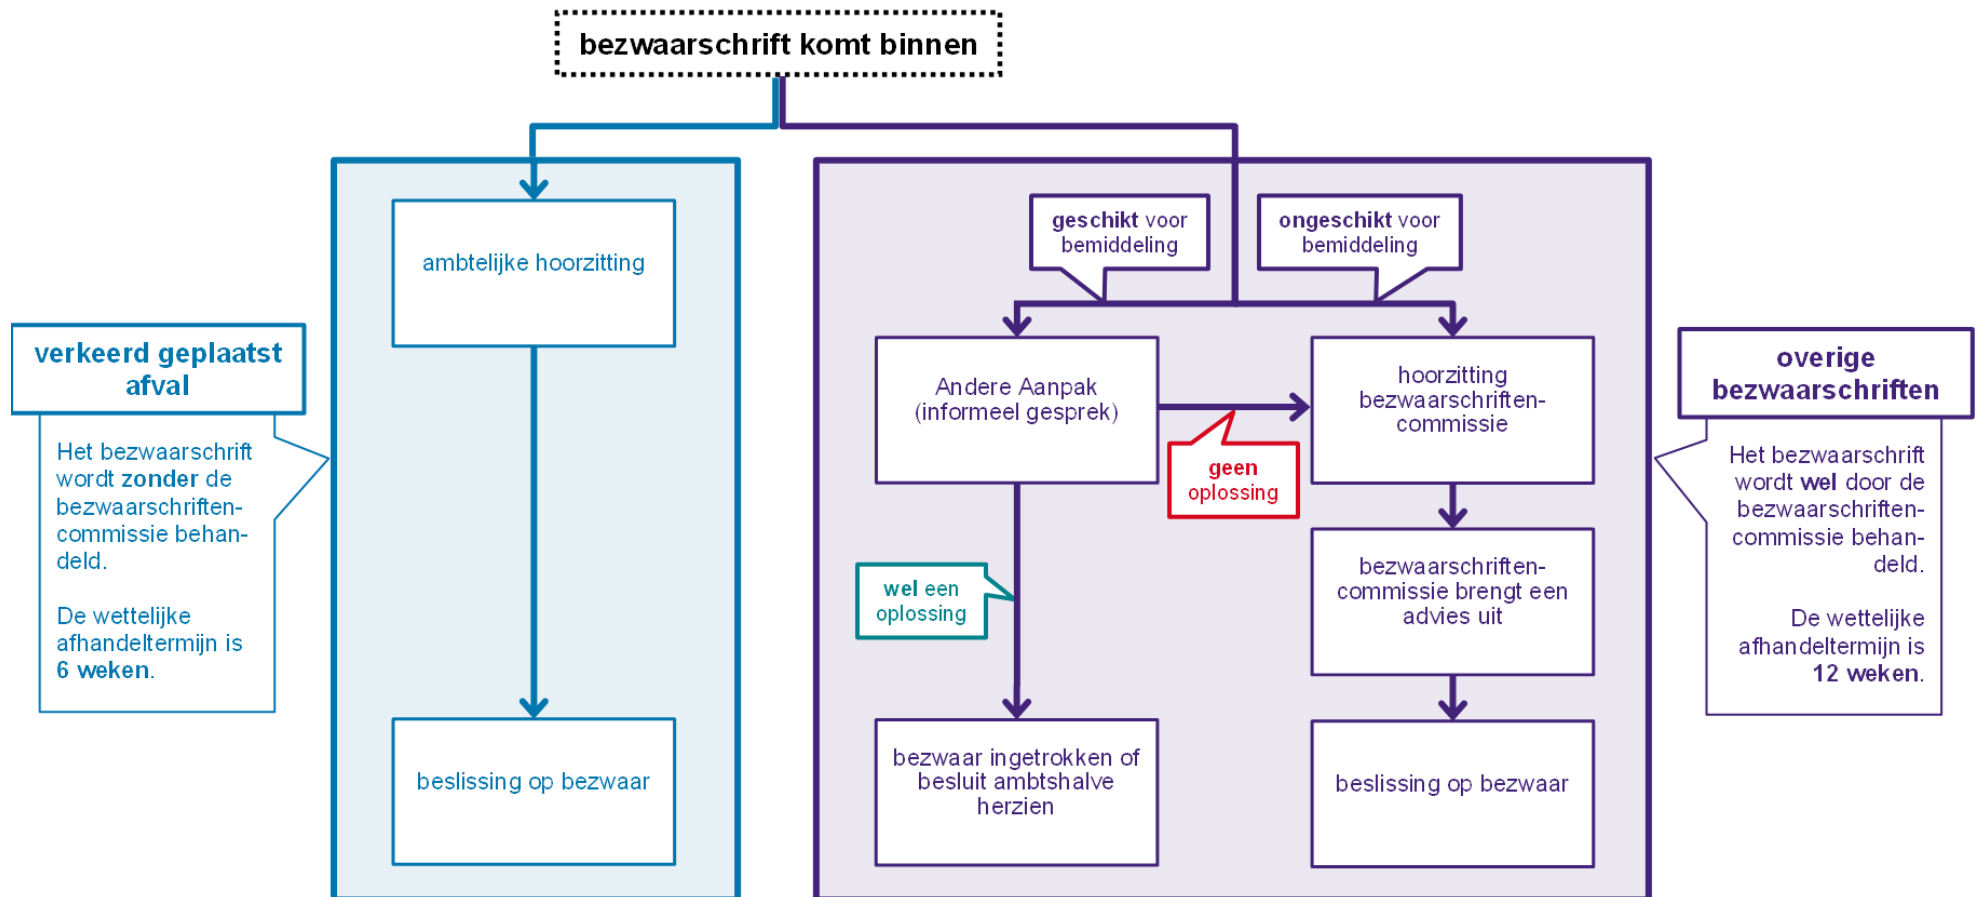 bezwaarschrift komt binnen
verkeerd geplaatst
afval
Het bezwaarschrift
wordt zonder de
bezwaarschriften-
commissie behan-
deld.
De wettelijke
afhandeltermijn is
6 weken.
ambtelijke hoorzitting
beslissing op bezwaar
geschikt voor
bemiddeling
ongeschikt voor
bemiddeling
Andere Aanpak
(informeel gesprek)
geen
oplossing
wel een
oplossing
bezwaar ingetrokken of
besluit ambtshalve
herzien
hoorzitting
bezwaarschriften-
commissie
bezwaarschriften-
commissie brengt een
advies uit
beslissing op bezwaar
overige
bezwaarschriften
Het bezwaarschrift
wordt wel door de
bezwaarschriften-
commissie behan-
deld.
De wettelijke
afhandeltermijn is
12 weken.